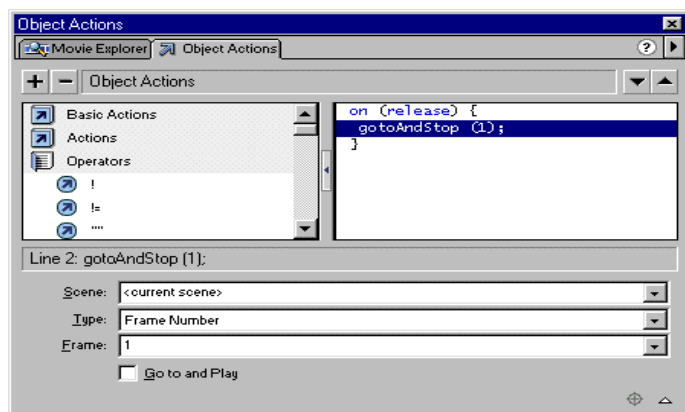 Object Actions
Movie Explorer Object Actions ?
+ − Object Actions
Basic Actions
Actions
Operators
!
!=
""
on (release) {
gotoAndStop (1);
}
Line 2: gotoAndStop (1);
Scene: <current scene>
Type: Frame Number
Frame: 1
Go to and Play